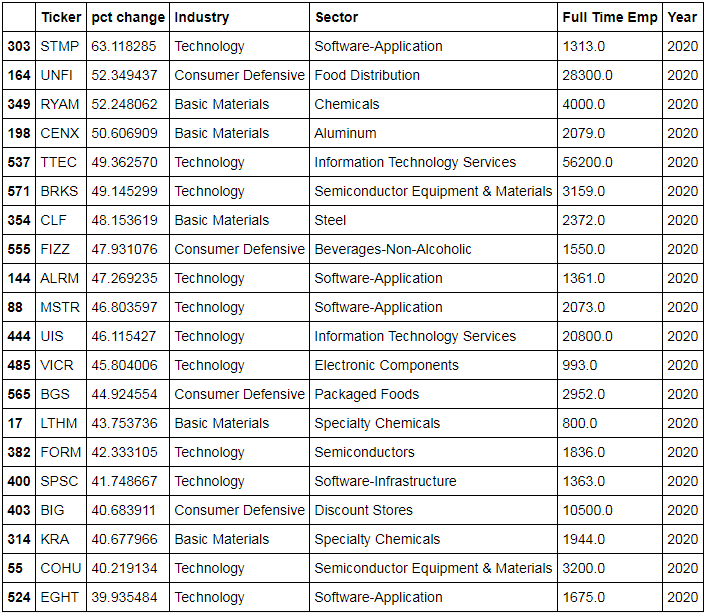 Ticker pct change Industry Sector Full Time Emp Year
303 STMP 63.118285 Technology Software-Application 1313.0 2020
164 UNFI 52.349437 Consumer Defensive Food Distribution 28300.0 2020
349 RYAM 52.248062 Basic Materials Chemicals 4000.0 2020
198 CENX 50.606909 Basic Materials Aluminum 2079.0 2020
537 TTEC 49.362570 Technology Information Technology Services 56200.0 2020
571 BRKS 49.145299 Technology Semiconductor Equipment & Materials 3159.0 2020
354 CLF 48.153619 Basic Materials Steel 2372.0 2020
555 FIZZ 47.931076 Consumer Defensive Beverages-Non-Alcoholic 1550.0 2020
144 ALRM 47.269235 Technology Software-Application 1361.0 2020
88 MSTR 46.803597 Technology Software-Application 2073.0 2020
444 UIS 46.115427 Technology Information Technology Services 20800.0 2020
485 VICR 45.804006 Technology Electronic Components 993.0 2020
565 BGS 44.924554 Consumer Defensive Packaged Foods 2952.0 2020
17 LTHM 43.753736 Basic Materials Specialty Chemicals 800.0 2020
382 FORM 42.333105 Technology Semiconductors 1836.0 2020
400 SPSC 41.748667 Technology Software-Infrastructure 1363.0 2020
403 BIG 40.683911 Consumer Defensive Discount Stores 10500.0 2020
314 KRA 40.677966 Basic Materials Specialty Chemicals 1944.0 2020
55 COHU 40.219134 Technology Semiconductor Equipment & Materials 3200.0 2020
524 EGHT 39.935484 Technology Software-Application 1675.0 2020